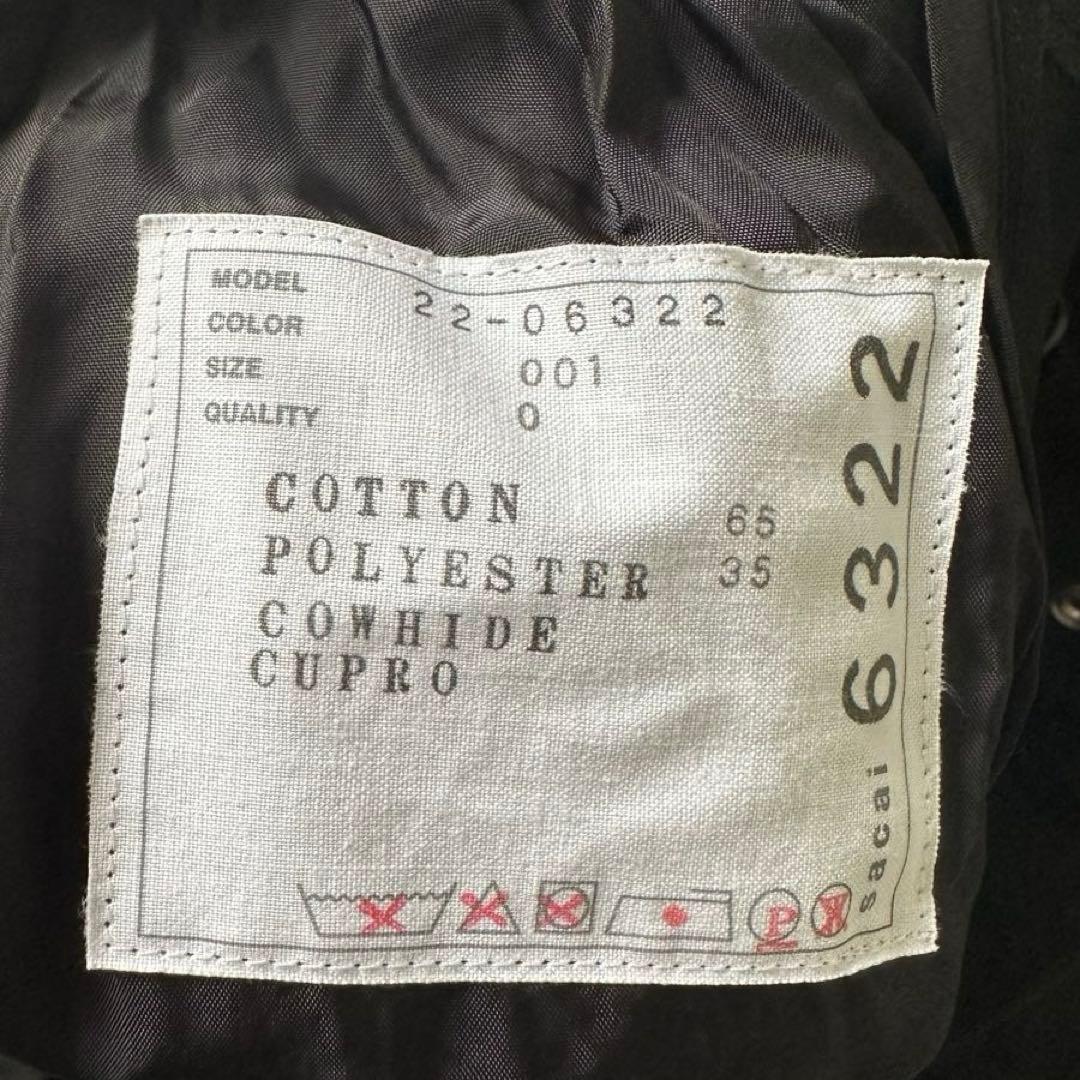 MODEL 22-06322
COLOR 001
SIZE 0
QUALITY
COTTON 65
POLYESTER 35
COWHIDE
CUPRO
sacai 6322
P
W